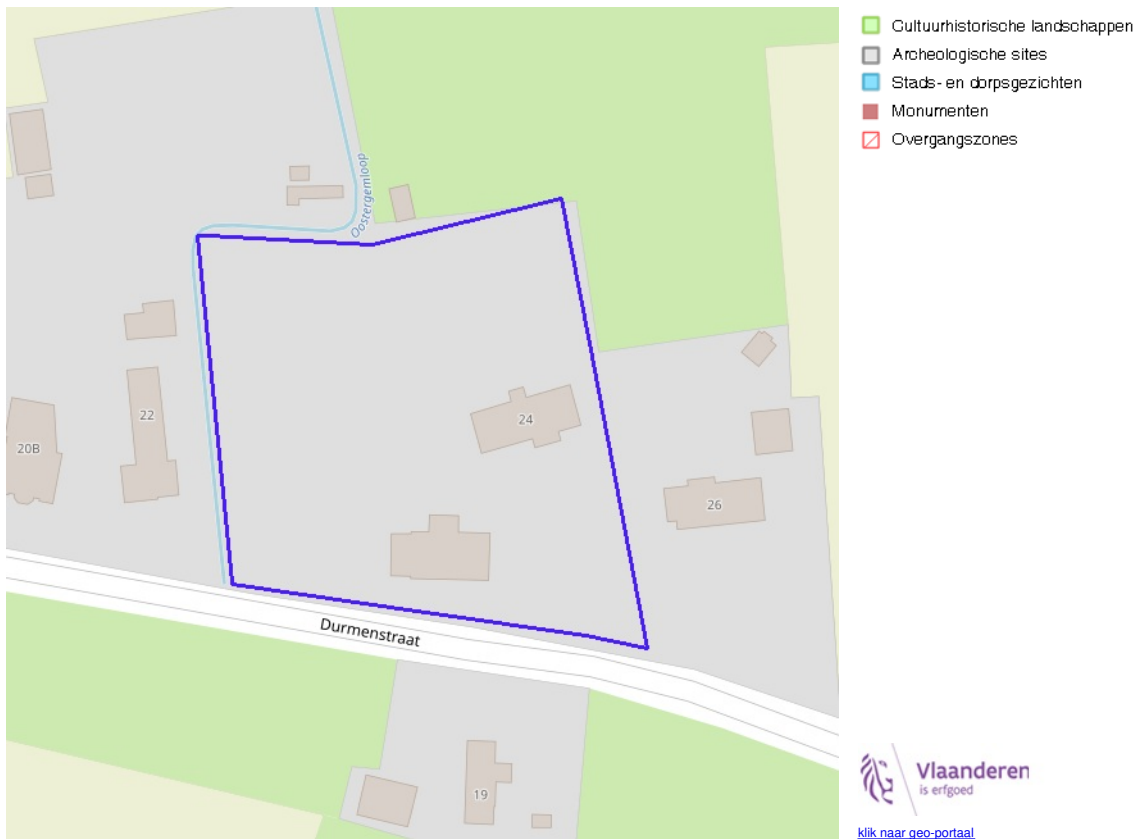 Cultuurhistorische landschappen
Archeologische sites
Stads- en dorpsgezichten
Monumenten
Overgangszones
Oostergemloop
22
20B
24
26
Durmenstraat
19
Vlaanderen
is erfgoed
klik naar geo-portaal